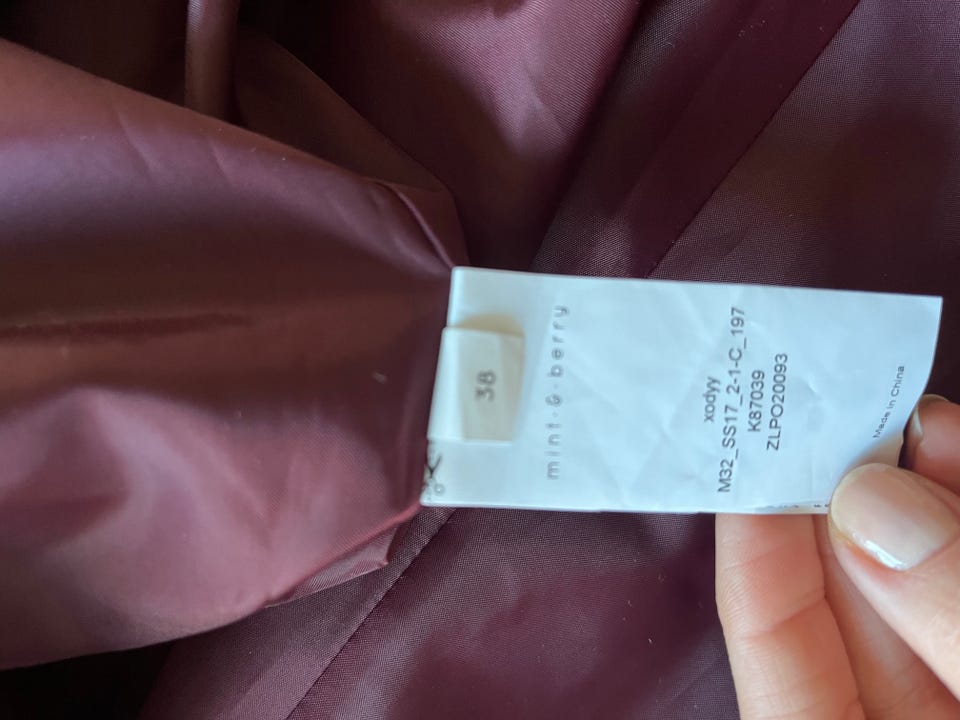 38
mint&berry
xodyy
M32_SS17_2-1-C_197
K87039
ZLPO20093
Made in China